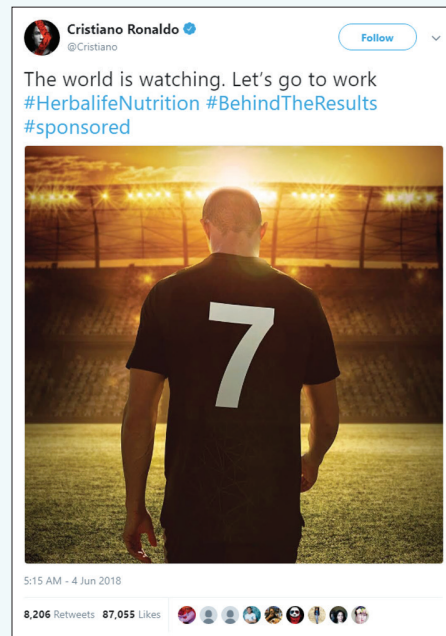 Cristiano Ronaldo
@Cristiano
Follow
The world is watching. Let's go to work
#HerbalifeNutrition #BehindTheResults
#sponsored
7
5:15 AM - 4 Jun 2018
8,206 Retweets 87,055 Likes